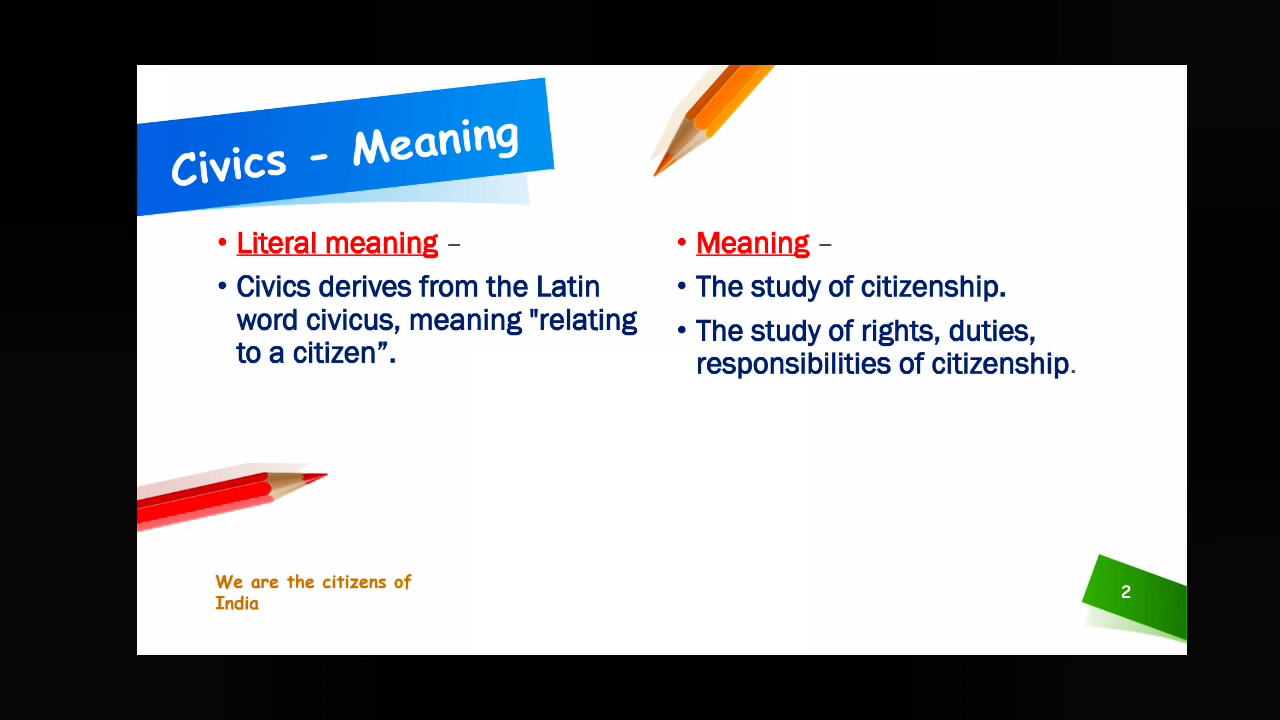 Civics - Meaning
• Literal meaning –
• Civics derives from the Latin
word civicus, meaning "relating
to a citizen”.
• Meaning –
• The study of citizenship.
• The study of rights, duties,
responsibilities of citizenship.
We are the citizens of
India
2